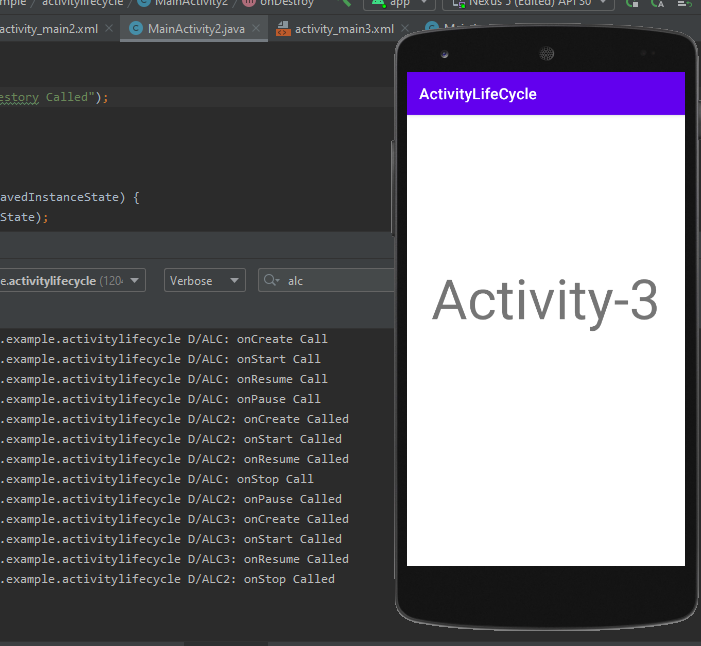 mple activitylifecycle MainActivity2 onDestroy app Nexus 5 (Edited) API 30
activity_main2.xml MainActivity2.java activity_main3.xml
estory Called");
avedInstanceState) {
State);
e.activitylifecycle (120 Verbose alc
.example.activitylifecycle D/ALC: onCreate Call
.example.activitylifecycle D/ALC: onStart Call
.example.activitylifecycle D/ALC: onResume Call
.example.activitylifecycle D/ALC: onPause Call
.example.activitylifecycle D/ALC2: onCreate Called
.example.activitylifecycle D/ALC2: onStart Called
.example.activitylifecycle D/ALC2: onResume Called
.example.activitylifecycle D/ALC: onStop Call
.example.activitylifecycle D/ALC2: onPause Called
.example.activitylifecycle D/ALC3: onCreate Called
.example.activitylifecycle D/ALC3: onStart Called
.example.activitylifecycle D/ALC3: onResume Called
.example.activitylifecycle D/ALC2: onStop Called
ActivityLifeCycle
Activity-3